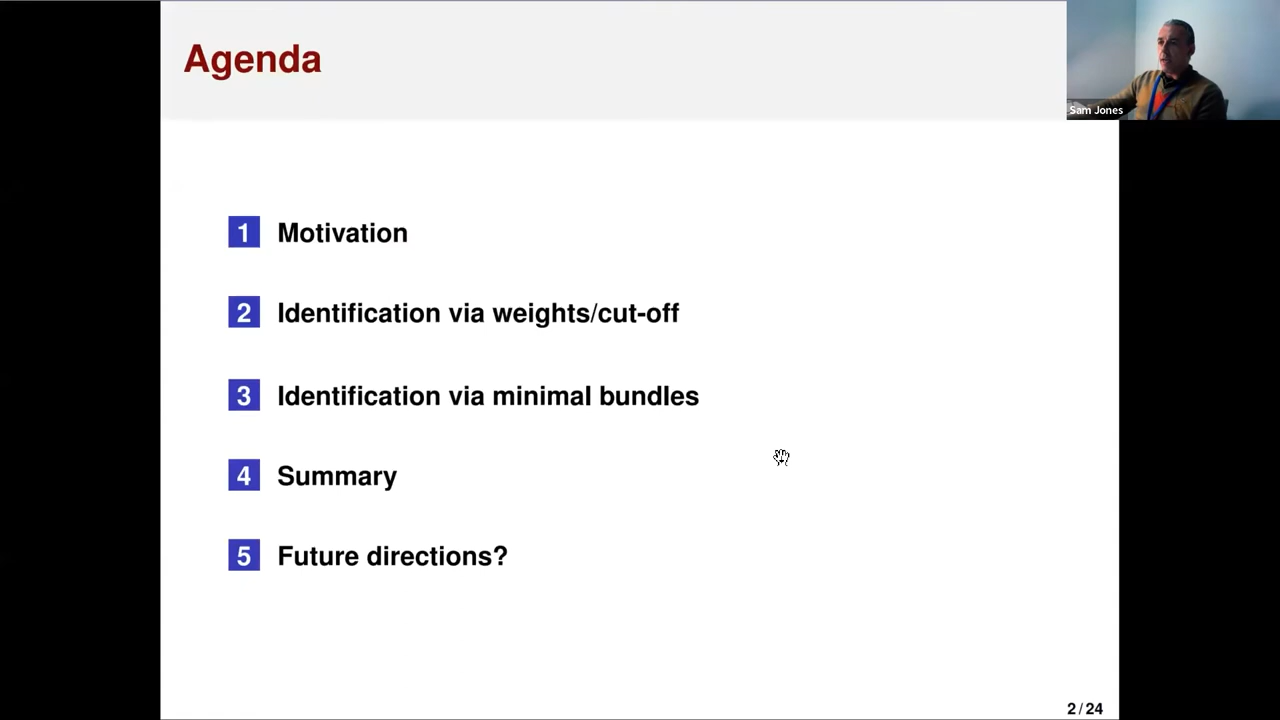 Agenda
Sam Jones
1 Motivation
2 Identification via weights/cut-off
3 Identification via minimal bundles
4 Summary
5 Future directions?
2 / 24